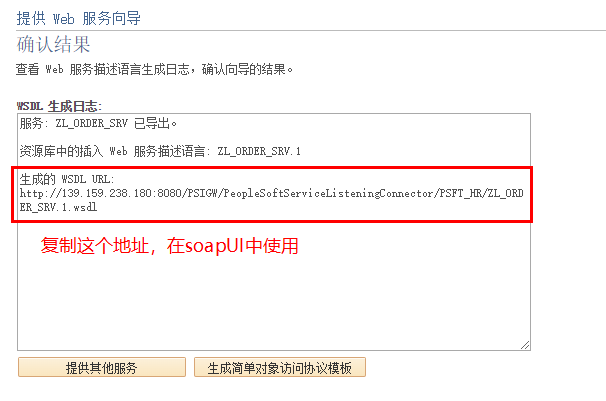 提供 Web 服务向导
确认结果
查看 Web 服务描述语言生成日志，确认向导的结果。
WSDL 生成日志:
服务: ZL_ORDER_SRV 已导出。
资源库中的插入 Web 服务描述语言: ZL_ORDER_SRV.1
生成的 WSDL URL:
http://139.159.238.180:8080/PSIGW/PeopleSoftServiceListeningConnector/PSFT_HR/ZL_ORD
ER_SRV.1.wsdl
复制这个地址，在soapUI中使用
提供其他服务
生成简单对象访问协议模板